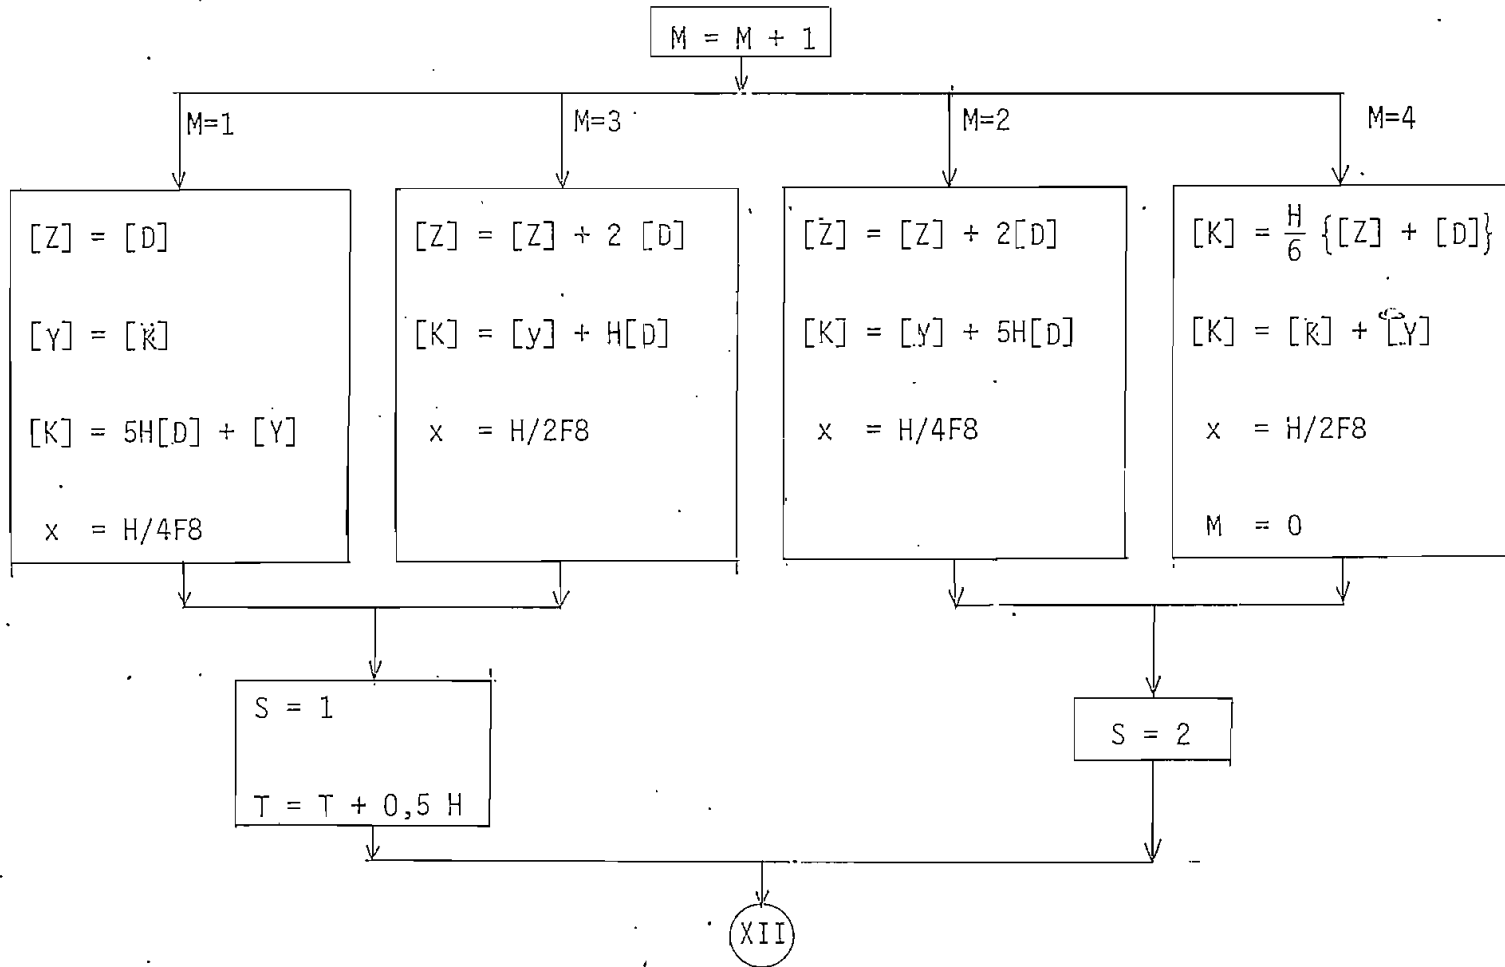 M = M + 1
M=1
M=3
M=2
M=4
[Z] = [D]
[Y] = [K]
[K] = 5H[D] + [Y]
x = H/4F8
[Z] = [Z] + 2 [D]
[K] = [y] + H[D]
x = H/2F8
[Z] = [Z] + 2[D]
[K] = [y] + 5H[D]
x = H/4F8
[K] = H/6 {[Z] + [D]}
[K] = [K] + [Y]
x = H/2F8
M = 0
S = 1
T = T + 0,5 H
S = 2
XII